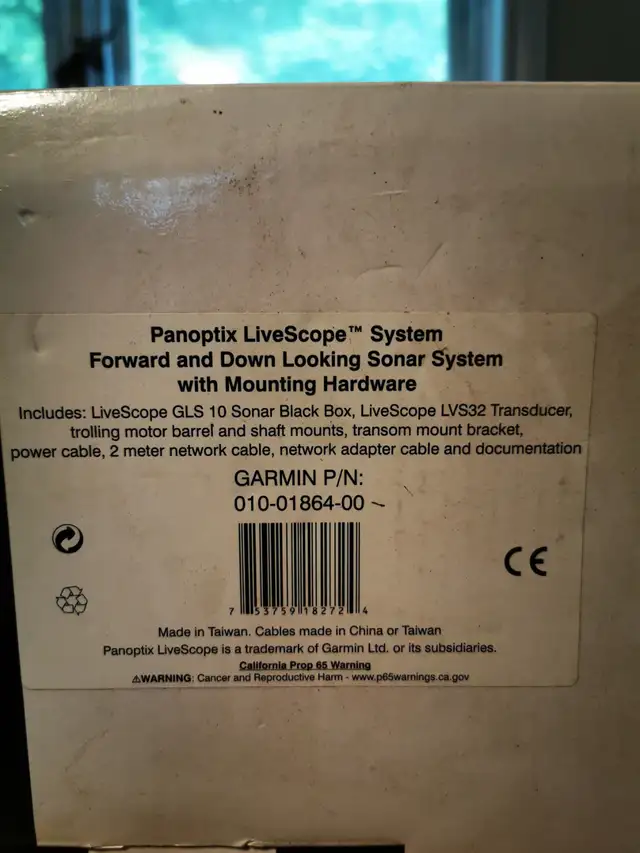 Panoptix LiveScope™ System
Forward and Down Looking Sonar System
with Mounting Hardware
Includes: LiveScope GLS 10 Sonar Black Box, LiveScope LVS32 Transducer,
trolling motor barrel and shaft mounts, transom mount bracket,
power cable, 2 meter network cable, network adapter cable and documentation
GARMIN P/N:
010-01864-00
CE
7 53759 18272 4
Made in Taiwan. Cables made in China or Taiwan
Panoptix LiveScope is a trademark of Garmin Ltd. or its subsidiaries.
California Prop 65 Warning
⚠WARNING: Cancer and Reproductive Harm - www.p65warnings.ca.gov